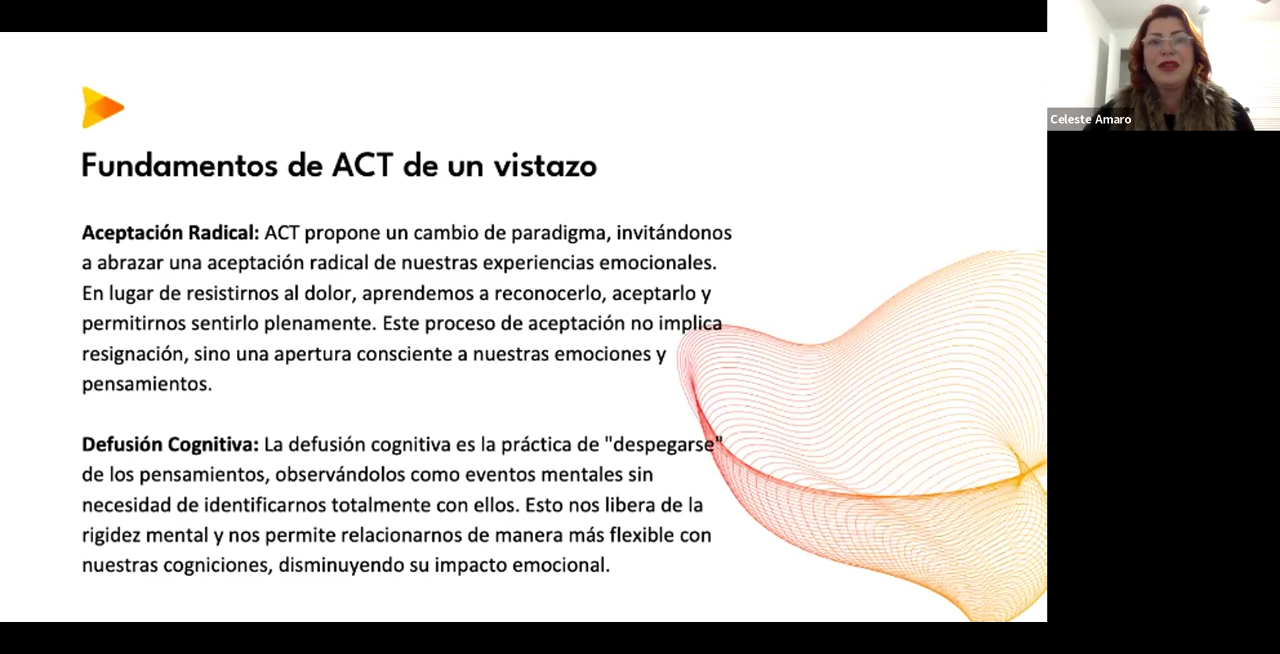 Fundamentos de ACT de un vistazo
Aceptación Radical: ACT propone un cambio de paradigma, invitándonos
a abrazar una aceptación radical de nuestras experiencias emocionales.
En lugar de resistirnos al dolor, aprendemos a reconocerlo, aceptarlo y
permitirnos sentirlo plenamente. Este proceso de aceptación no implica
resignación, sino una apertura consciente a nuestras emociones y
pensamientos.
Defusión Cognitiva: La defusión cognitiva es la práctica de "despegarse"
de los pensamientos, observándolos como eventos mentales sin
necesidad de identificarnos totalmente con ellos. Esto nos libera de la
rigidez mental y nos permite relacionarnos de manera más flexible con
nuestras cogniciones, disminuyendo su impacto emocional.
Celeste Amaro